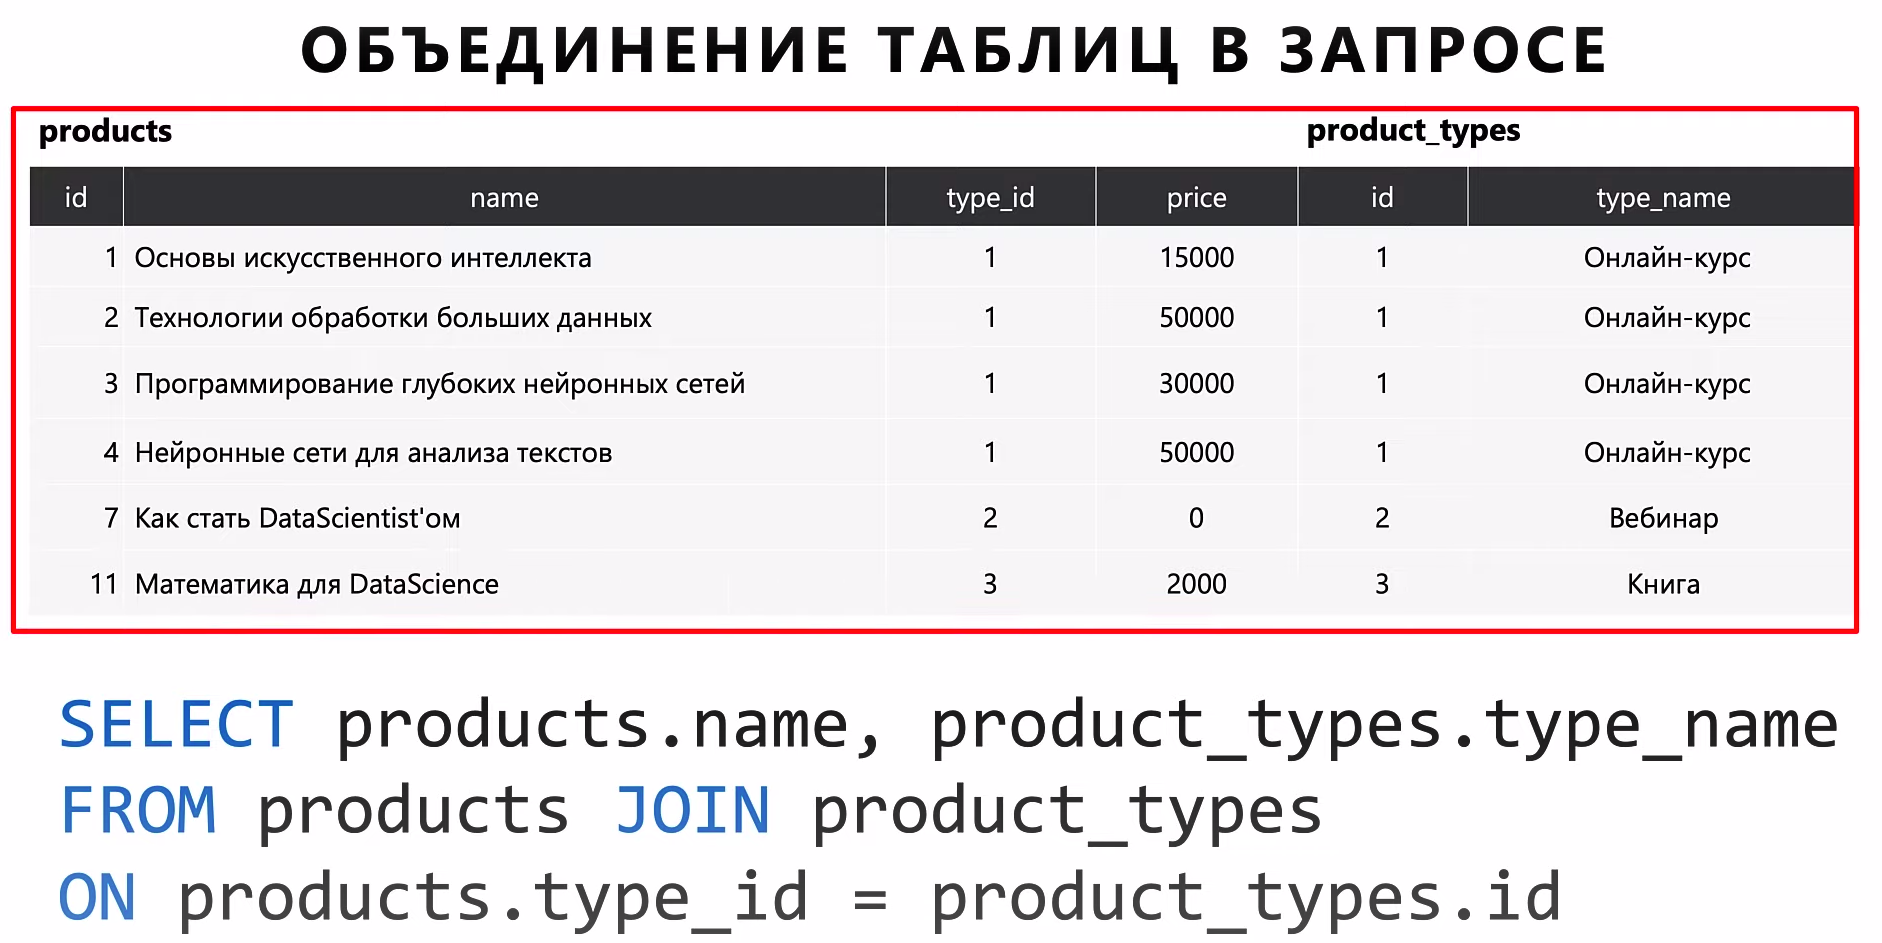 ОБЪЕДИНЕНИЕ ТАБЛИЦ В ЗАПРОСЕ
products product_types
id name type_id price id type_name
1 Основы искусственного интеллекта 1 15000 1 Онлайн-курс
2 Технологии обработки больших данных 1 50000 1 Онлайн-курс
3 Программирование глубоких нейронных сетей 1 30000 1 Онлайн-курс
4 Нейронные сети для анализа текстов 1 50000 1 Онлайн-курс
7 Как стать DataScientist'ом 2 0 2 Вебинар
11 Математика для DataScience 3 2000 3 Книга
SELECT products.name, product_types.type_name
FROM products JOIN product_types
ON products.type_id = product_types.id